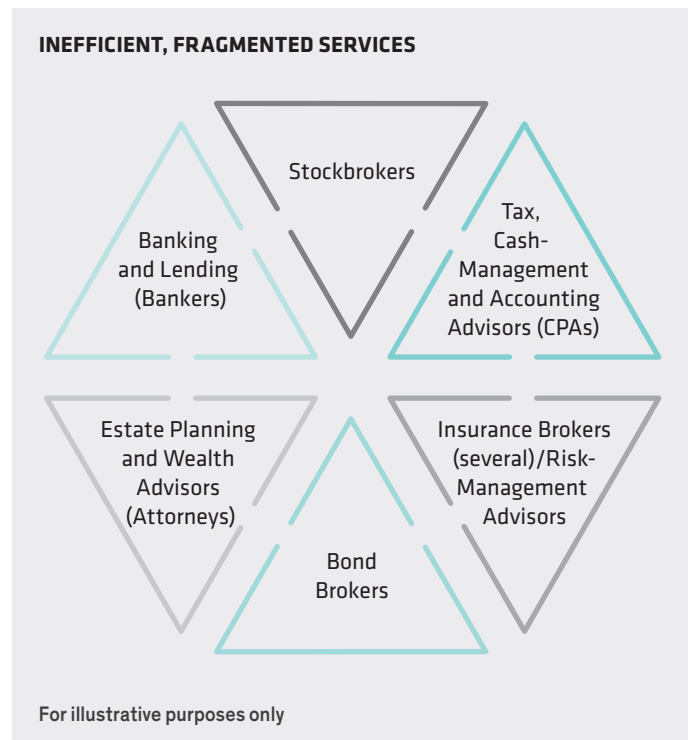 INEFFICIENT, FRAGMENTED SERVICES
Stockbrokers
Banking
and Lending
(Bankers)
Tax,
Cash-
Management
and Accounting
Advisors (CPAs)
Estate Planning
and Wealth
Advisors
(Attorneys)
Insurance Brokers
(several)/Risk-
Management
Advisors
Bond
Brokers
For illustrative purposes only